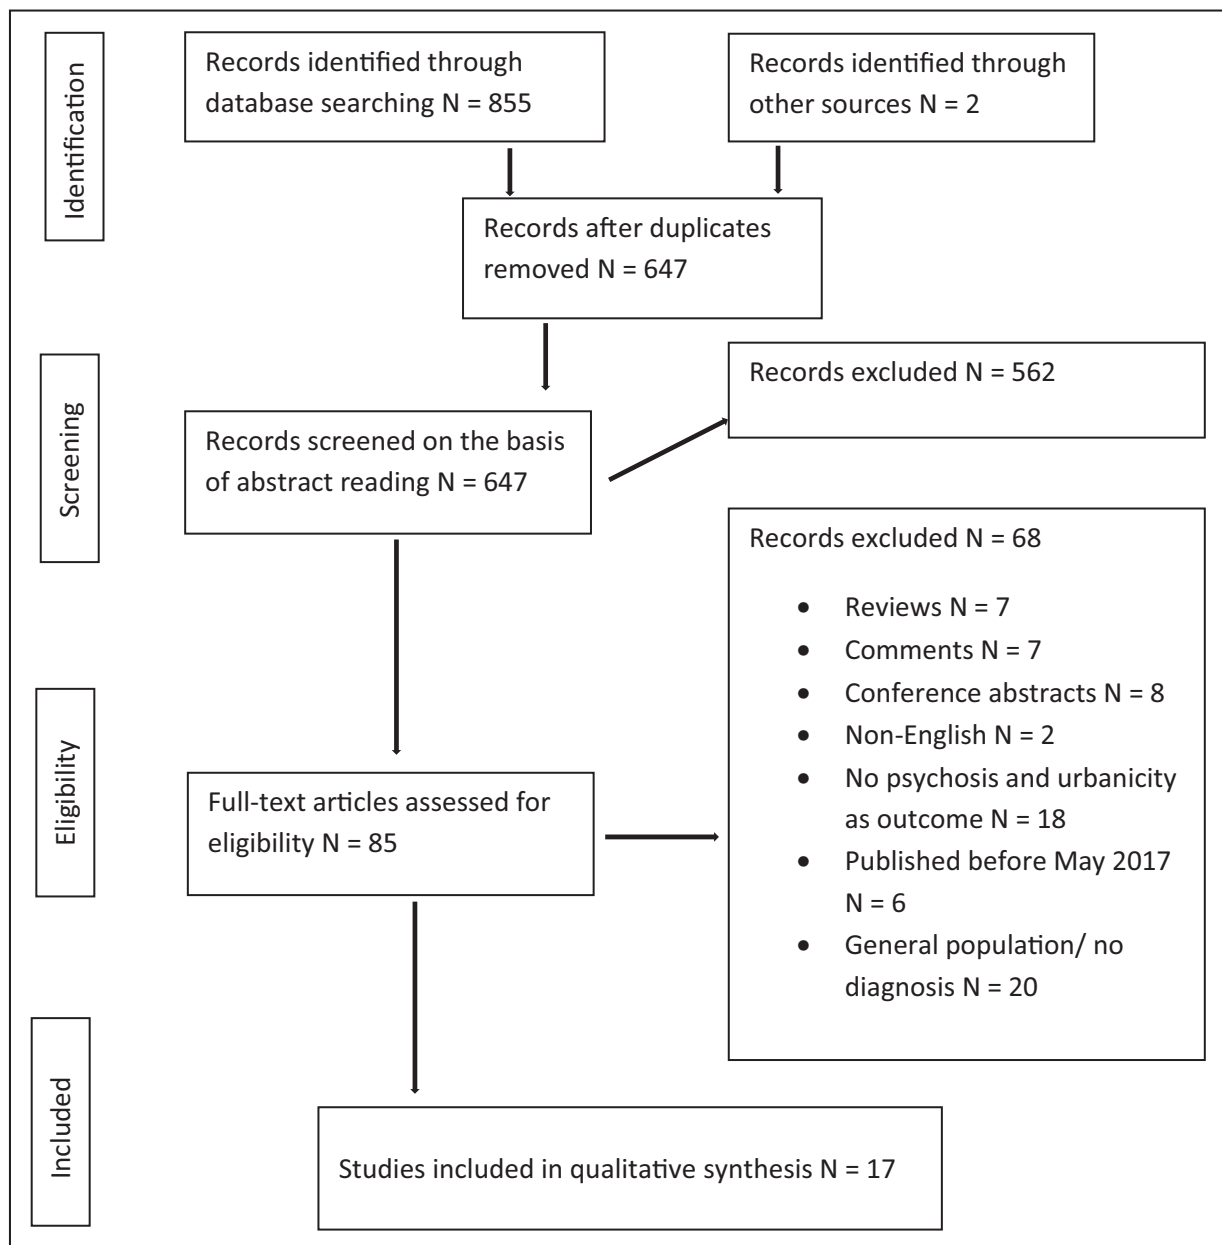 Identification
Records identified through
database searching N = 855
Records identified through
other sources N = 2
Records after duplicates
removed N = 647
Screening
Records excluded N = 562
Records screened on the basis
of abstract reading N = 647
Records excluded N = 68
• Reviews N = 7
• Comments N = 7
• Conference abstracts N = 8
• Non-English N = 2
• No psychosis and urbanicity
as outcome N = 18
• Published before May 2017
N = 6
• General population/ no
diagnosis N = 20
Eligibility
Full-text articles assessed for
eligibility N = 85
Included
Studies included in qualitative synthesis N = 17